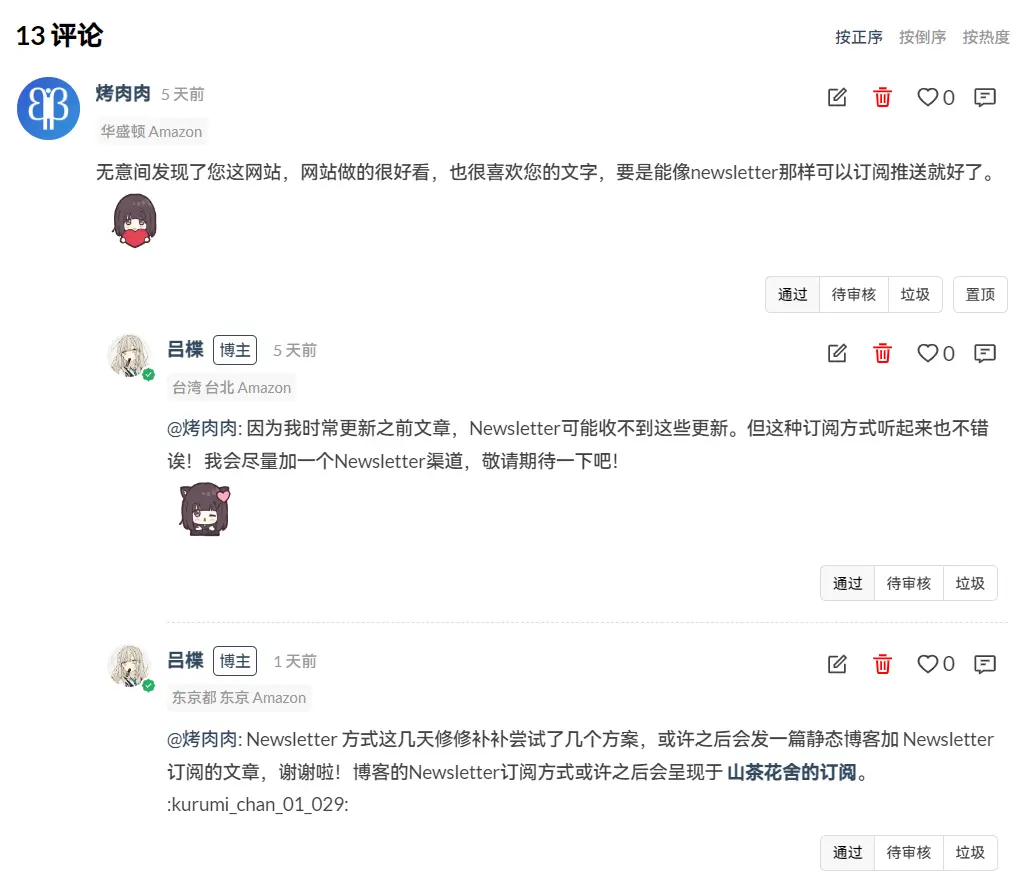 13 评论
按正序 按倒序 按热度
烤肉肉 5 天前
0
华盛顿 Amazon
无意间发现了您这网站，网站做的很好看，也很喜欢您的文字，要是能像newsletter那样可以订阅推送就好了。
通过 待审核 垃圾 置顶
吕楪 博主 5 天前
0
台湾 台北 Amazon
@烤肉肉: 因为我时常更新之前文章，Newsletter可能收不到这些更新。但这种订阅方式听起来也不错
诶！我会尽量加一个Newsletter渠道，敬请期待一下吧！
通过 待审核 垃圾
吕楪 博主 1 天前
0
东京都 东京 Amazon
@烤肉肉: Newsletter 方式这几天修修补补尝试了几个方案，或许之后会发一篇静态博客加 Newsletter
订阅的文章，谢谢啦！博客的Newsletter订阅方式或许之后会呈现于 山茶花舍的订阅。
:kurumi_chan_01_029:
通过 待审核 垃圾